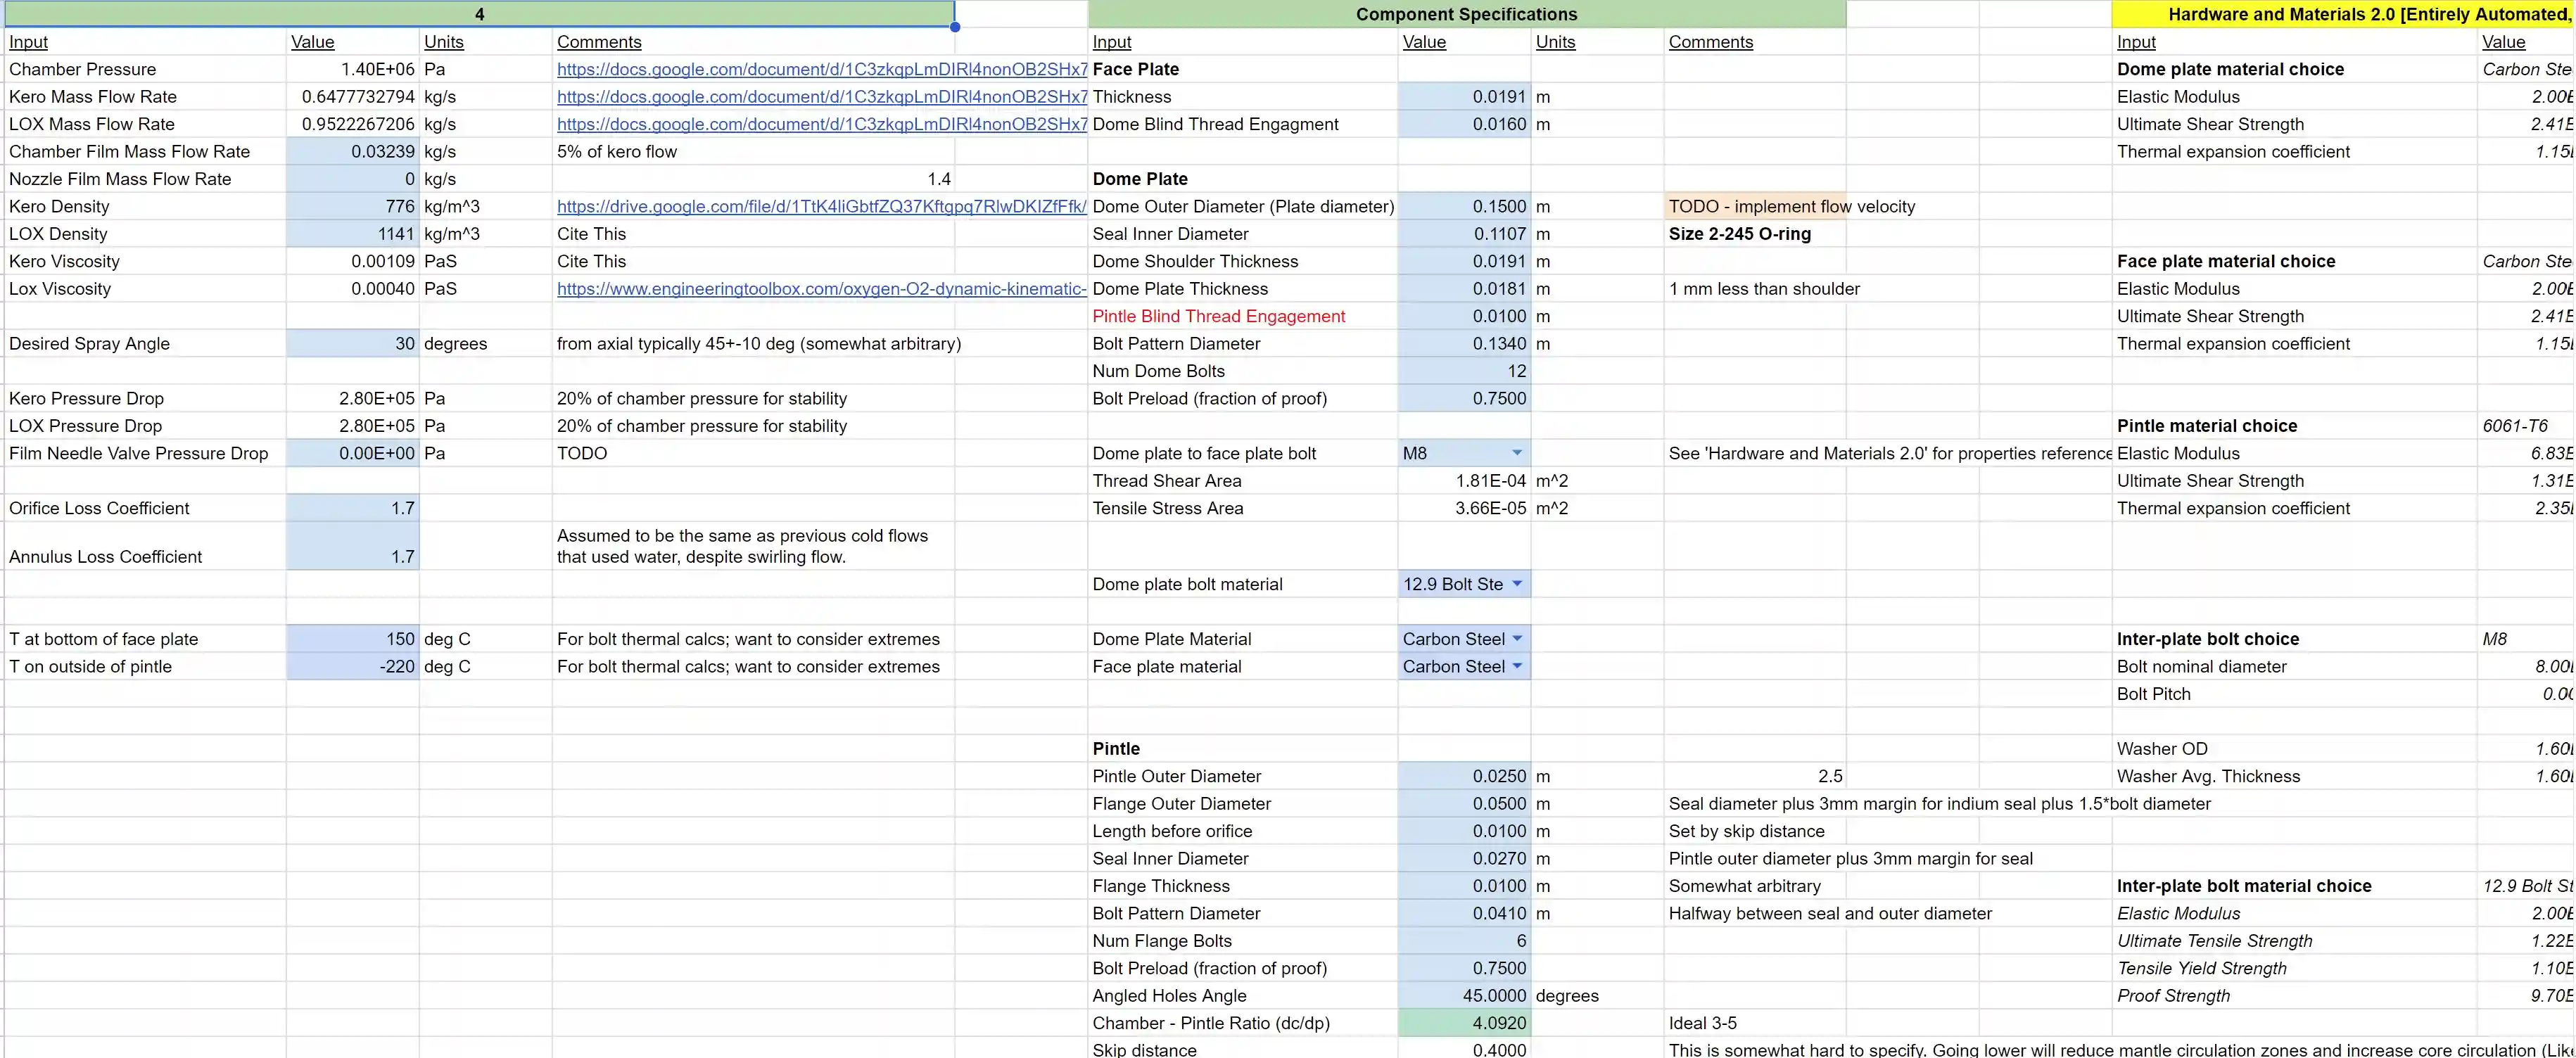 4 Component Specifications Hardware and Materials 2.0 [Entirely Automated,
Input Value Units Comments Input Value Units Comments Input Value
Chamber Pressure 1.40E+06 Pa https://docs.google.com/document/d/1C3zkqpLmDIRl4nonOB2SHx7 Face Plate Dome plate material choice Carbon Ste
Kero Mass Flow Rate 0.6477732794 kg/s https://docs.google.com/document/d/1C3zkqpLmDIRl4nonOB2SHx7 Thickness 0.0191 m Elastic Modulus 2.00E
LOX Mass Flow Rate 0.9522267206 kg/s https://docs.google.com/document/d/1C3zkqpLmDIRl4nonOB2SHx7 Dome Blind Thread Engagment 0.0160 m Ultimate Shear Strength 2.41E
Chamber Film Mass Flow Rate 0.03239 kg/s 5% of kero flow Thermal expansion coefficient 1.15
Nozzle Film Mass Flow Rate 0 kg/s 1.4 Dome Plate
Kero Density 776 kg/m^3 https://drive.google.com/file/d/1TtK4liGbtfZQ37Kftgpq7RlwDKIZfFfk/ Dome Outer Diameter (Plate diameter) 0.1500 m TODO - implement flow velocity
LOX Density 1141 kg/m^3 Cite This Seal Inner Diameter 0.1107 m Size 2-245 O-ring
Kero Viscosity 0.00109 PaS Cite This Dome Shoulder Thickness 0.0191 m Face plate material choice Carbon Ste
Lox Viscosity 0.00040 PaS https://www.engineeringtoolbox.com/oxygen-O2-dynamic-kinematic- Dome Plate Thickness 0.0181 m 1 mm less than shoulder Elastic Modulus 2.00E
Pintle Blind Thread Engagement 0.0100 m Ultimate Shear Strength 2.41E
Desired Spray Angle 30 degrees from axial typically 45+-10 deg (somewhat arbitrary) Bolt Pattern Diameter 0.1340 m Thermal expansion coefficient 1.15
Num Dome Bolts 12
Kero Pressure Drop 2.80E+05 Pa 20% of chamber pressure for stability Bolt Preload (fraction of proof) 0.7500
LOX Pressure Drop 2.80E+05 Pa 20% of chamber pressure for stability Pintle material choice 6061-T6
Film Needle Valve Pressure Drop 0.00E+00 Pa TODO Dome plate to face plate bolt M8 See 'Hardware and Materials 2.0' for properties reference Elastic Modulus 6.83E
Thread Shear Area 1.81E-04 m^2 Ultimate Shear Strength 1.31E
Orifice Loss Coefficient 1.7 Tensile Stress Area 3.66E-05 m^2 Thermal expansion coefficient 2.35
Assumed to be the same as previous cold flows
Annulus Loss Coefficient 1.7 that used water, despite swirling flow.
Dome plate bolt material 12.9 Bolt Ste
T at bottom of face plate 150 deg C For bolt thermal calcs; want to consider extremes Dome Plate Material Carbon Steel Inter-plate bolt choice M8
T on outside of pintle -220 deg C For bolt thermal calcs; want to consider extremes Face plate material Carbon Steel Bolt nominal diameter 8.00
Bolt Pitch 0.0
Pintle Washer OD 1.60
Pintle Outer Diameter 0.0250 m 2.5 Washer Avg. Thickness 1.60
Flange Outer Diameter 0.0500 m Seal diameter plus 3mm margin for indium seal plus 1.5*bolt diameter
Length before orifice 0.0100 m Set by skip distance
Seal Inner Diameter 0.0270 m Pintle outer diameter plus 3mm margin for seal
Flange Thickness 0.0100 m Somewhat arbitrary Inter-plate bolt material choice 12.9 Bolt St
Bolt Pattern Diameter 0.0410 m Halfway between seal and outer diameter Elastic Modulus 2.00E
Num Flange Bolts 6 Ultimate Tensile Strength 1.22E
Bolt Preload (fraction of proof) 0.7500 Tensile Yield Strength 1.10E
Angled Holes Angle 45.0000 degrees Proof Strength 9.70E
Chamber - Pintle Ratio (dc/dp) 4.0920 Ideal 3-5
Skip distance 0.4000 This is somewhat hard to specify. Going lower will reduce mantle circulation zones and increase core circulation (Lik